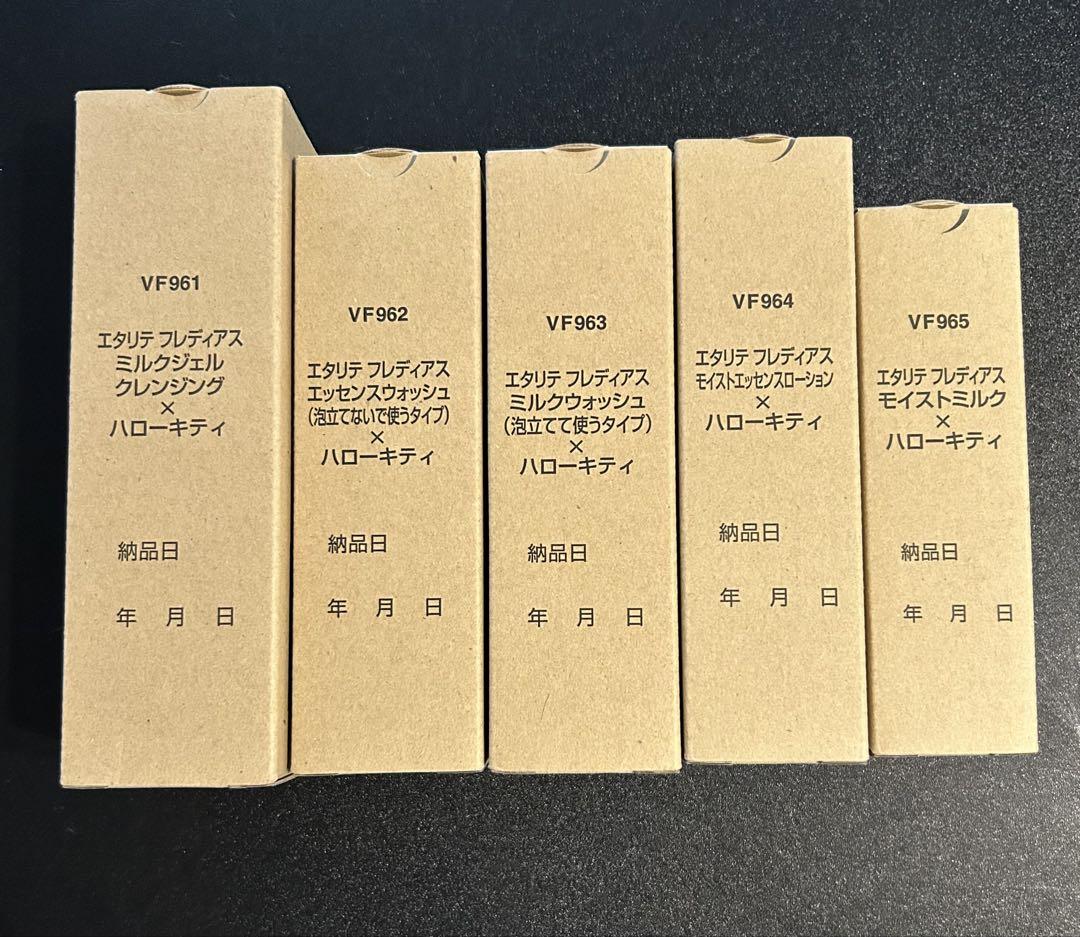 VF961
エタリテ フレディアス
ミルクジェル
クレンジング
×
ハローキティ
納品日
年 月 日
VF962
エタリテ フレディアス
エッセンスウォッシュ
(泡立てないで使うタイプ)
×
ハローキティ
納品日
年 月 日
VF963
エタリテ フレディアス
ミルクウォッシュ
(泡立てて使うタイプ)
×
ハローキティ
納品日
年 月 日
VF964
エタリテ フレディアス
モイストエッセンスローション
×
ハローキティ
納品日
年 月 日
VF965
エタリテ フレディアス
モイストミルク
×
ハローキティ
納品日
年 月 日